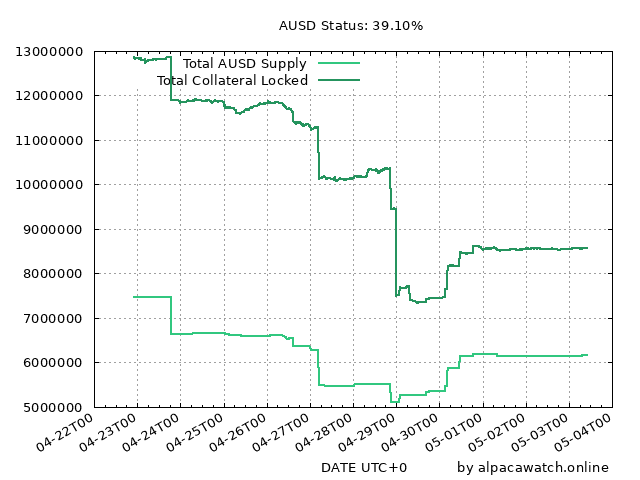 AUSD Status: 39.10%
13000000
12000000
11000000
10000000
9000000
8000000
7000000
6000000
5000000
Total AUSD Supply
Total Collateral Locked
04-22T00
04-23T00
04-24T00
04-25T00
04-26T00
04-27T00
04-28T00
04-29T00
04-30T00
05-01T00
05-02T00
05-03T00
05-04T00
DATE UTC+0
by alpacawatch.online